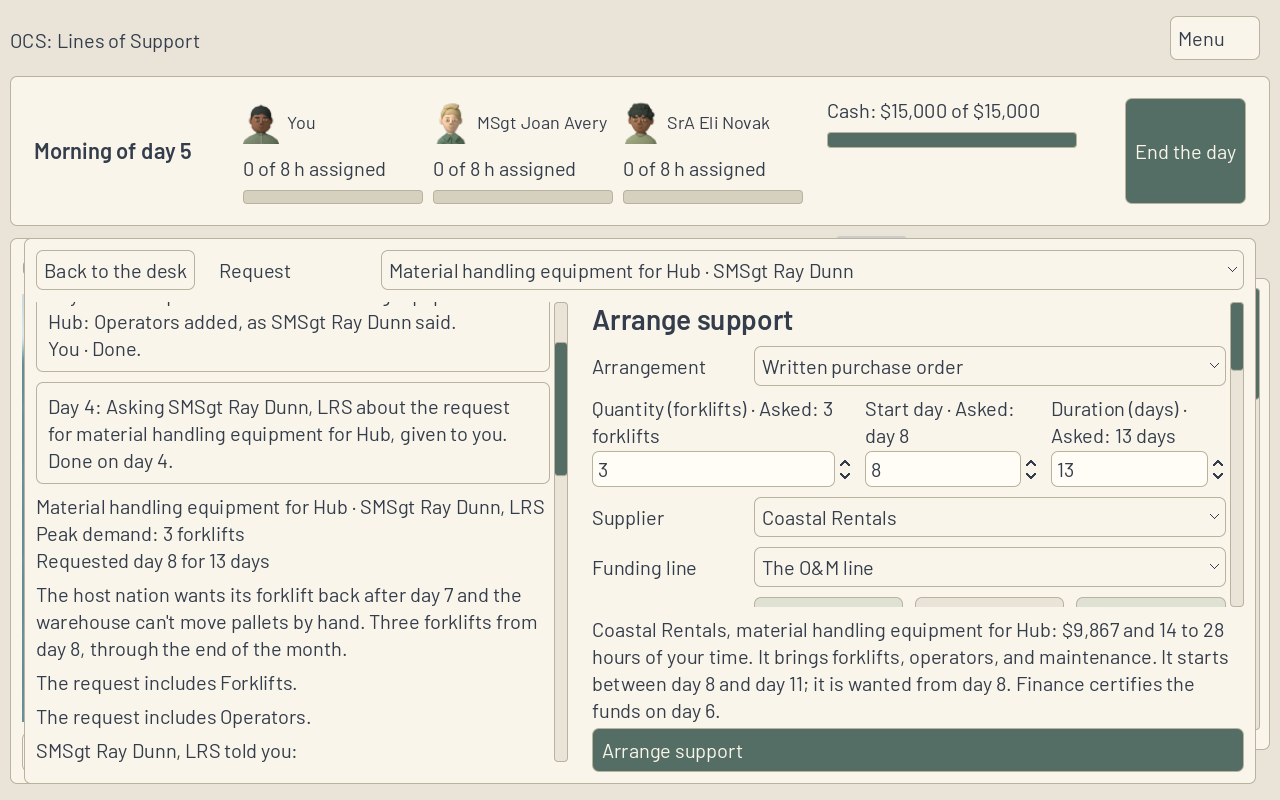 OCS: Lines of Support
Menu
Morning of day 5
You
0 of 8 h assigned
MSgt Joan Avery
0 of 8 h assigned
SrA Eli Novak
0 of 8 h assigned
Cash: $15,000 of $15,000
End the day
Back to the desk
Request
Material handling equipment for Hub · SMSgt Ray Dunn
Hub: Operators added, as SMSgt Ray Dunn said.
You · Done.
Day 4: Asking SMSgt Ray Dunn, LRS about the request
for material handling equipment for Hub, given to you.
Done on day 4.
Material handling equipment for Hub · SMSgt Ray Dunn, LRS
Peak demand: 3 forklifts
Requested day 8 for 13 days
The host nation wants its forklift back after day 7 and the
warehouse can't move pallets by hand. Three forklifts from
day 8, through the end of the month.
The request includes Forklifts.
The request includes Operators.
SMSgt Ray Dunn, LRS told you:
Arrange support
Arrangement
Written purchase order
Quantity (forklifts) · Asked: 3
forklifts
3
Start day · Asked:
day 8
8
Duration (days) ·
Asked: 13 days
13
Supplier
Coastal Rentals
Funding line
The O&M line
Coastal Rentals, material handling equipment for Hub: $9,867 and 14 to 28
hours of your time. It brings forklifts, operators, and maintenance. It starts
between day 8 and day 11; it is wanted from day 8. Finance certifies the
funds on day 6.
Arrange support